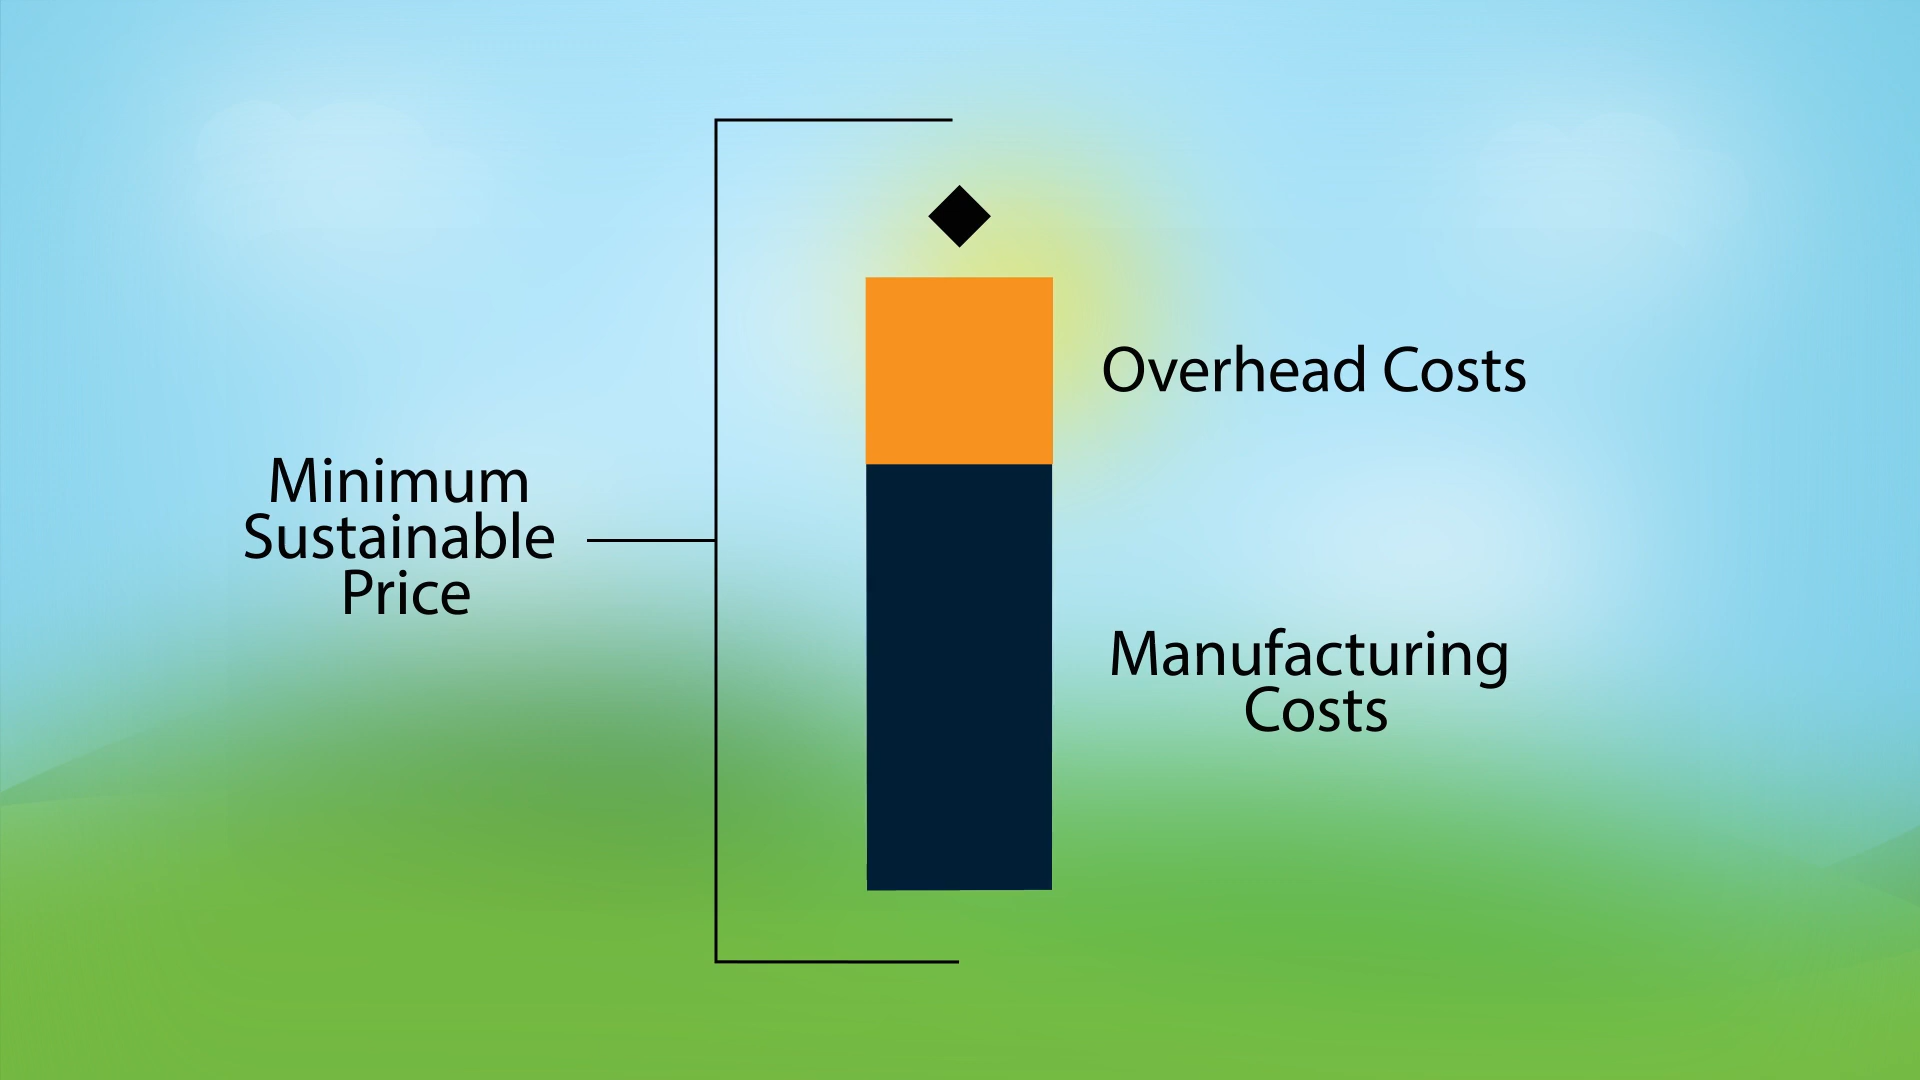 Overhead Costs
Minimum
Sustainable
Price
Manufacturing
Costs